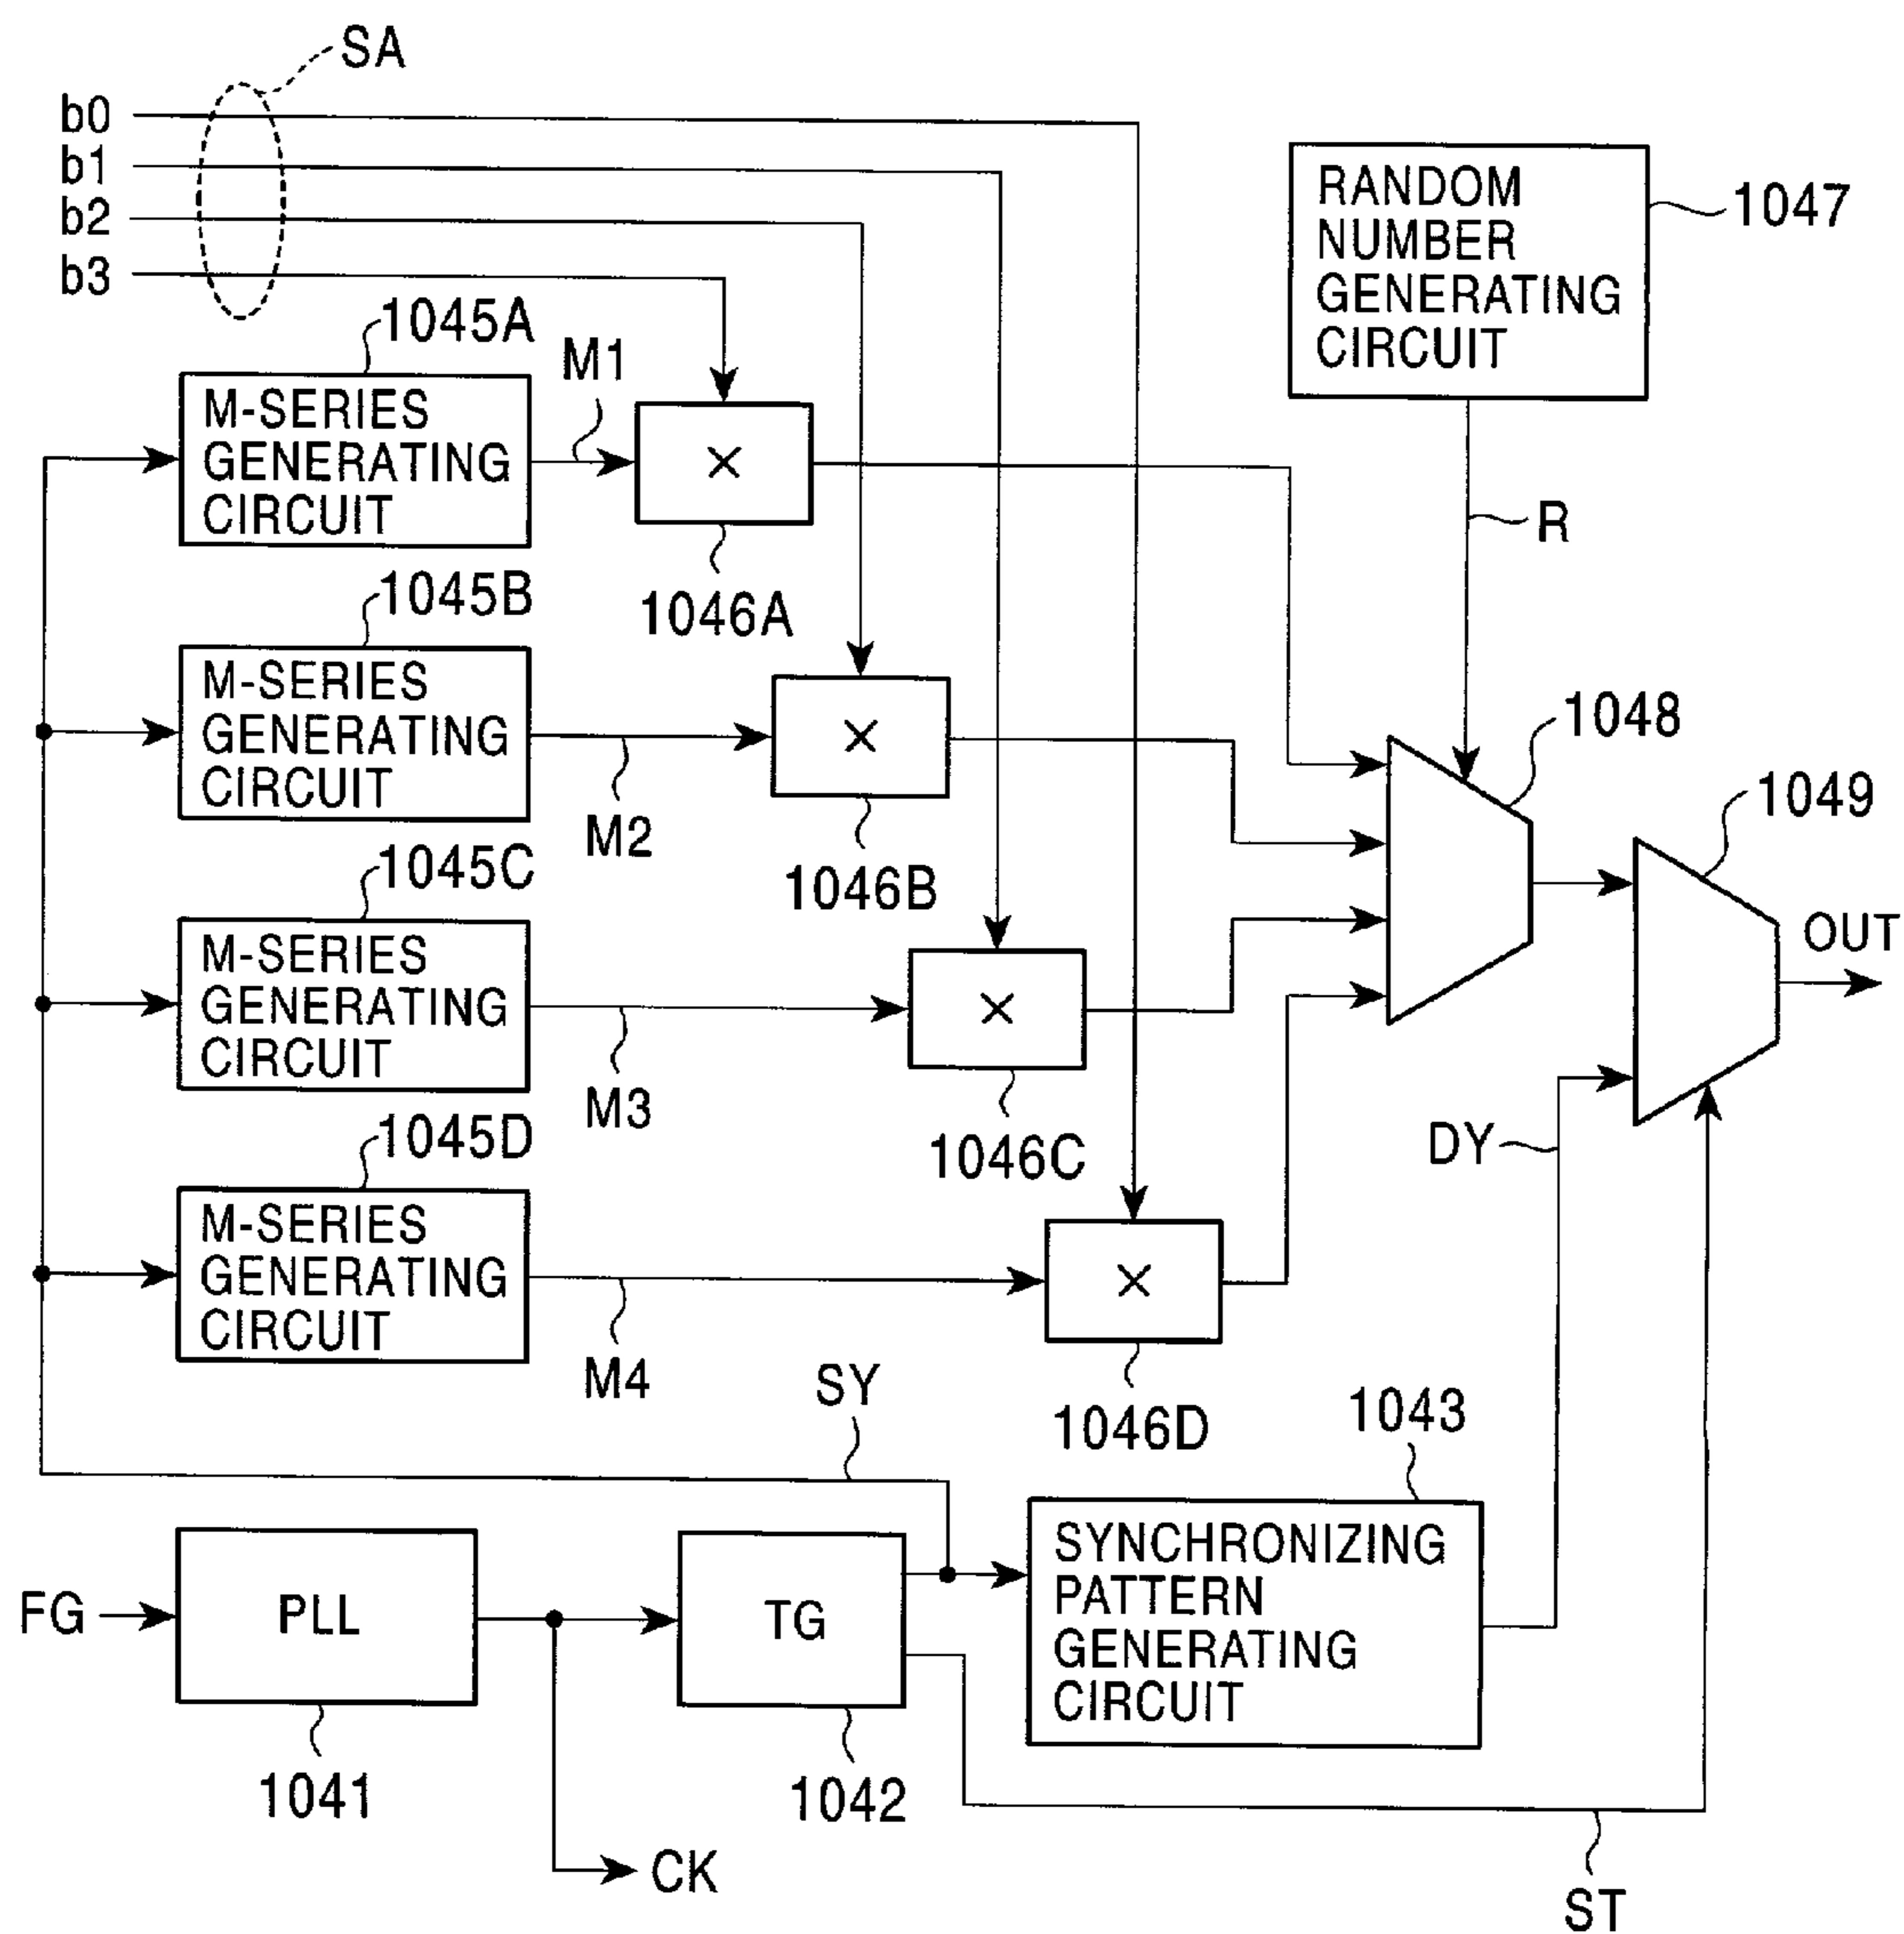 SA
b0
b1
b2
b3
RANDOM
NUMBER
GENERATING
CIRCUIT
1047
1045A
M1
M-SERIES
GENERATING
CIRCUIT
×
1046A
R
1045B
M-SERIES
GENERATING
CIRCUIT
M2
×
1046B
1048
1049
1045C
M-SERIES
GENERATING
CIRCUIT
M3
×
1046C
OUT
DY
1045D
M-SERIES
GENERATING
CIRCUIT
M4
×
1046D
SY
1043
FG
PLL
1041
TG
1042
SYNCHRONIZING
PATTERN
GENERATING
CIRCUIT
CK
ST